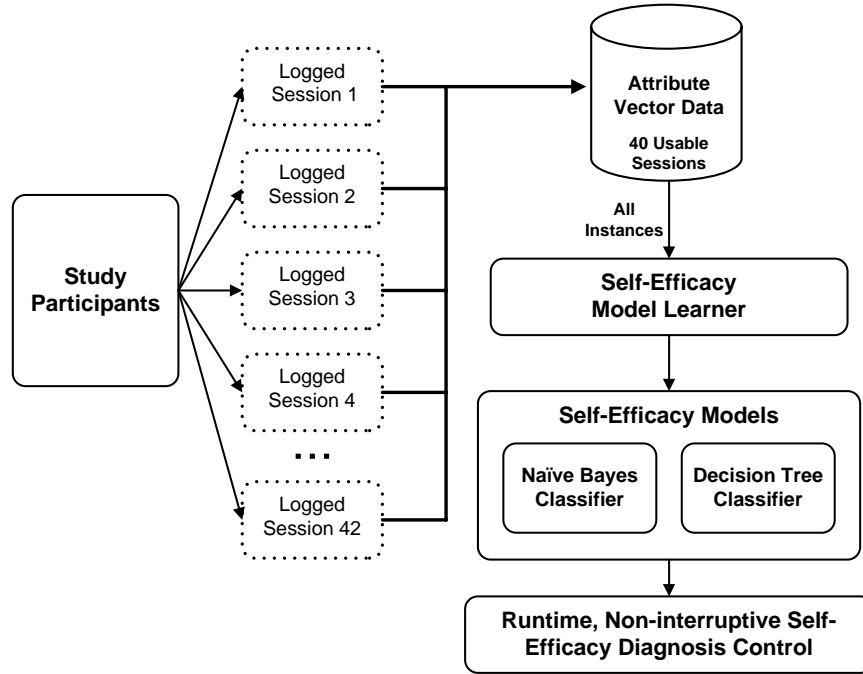 Study
Participants
Logged
Session 1
Logged
Session 2
Logged
Session 3
Logged
Session 4
...
Logged
Session 42
Attribute
Vector Data
40 Usable
Sessions
All
Instances
Self-Efficacy
Model Learner
Self-Efficacy Models
Naïve Bayes
Classifier
Decision Tree
Classifier
Runtime, Non-interruptive Self-
Efficacy Diagnosis Control